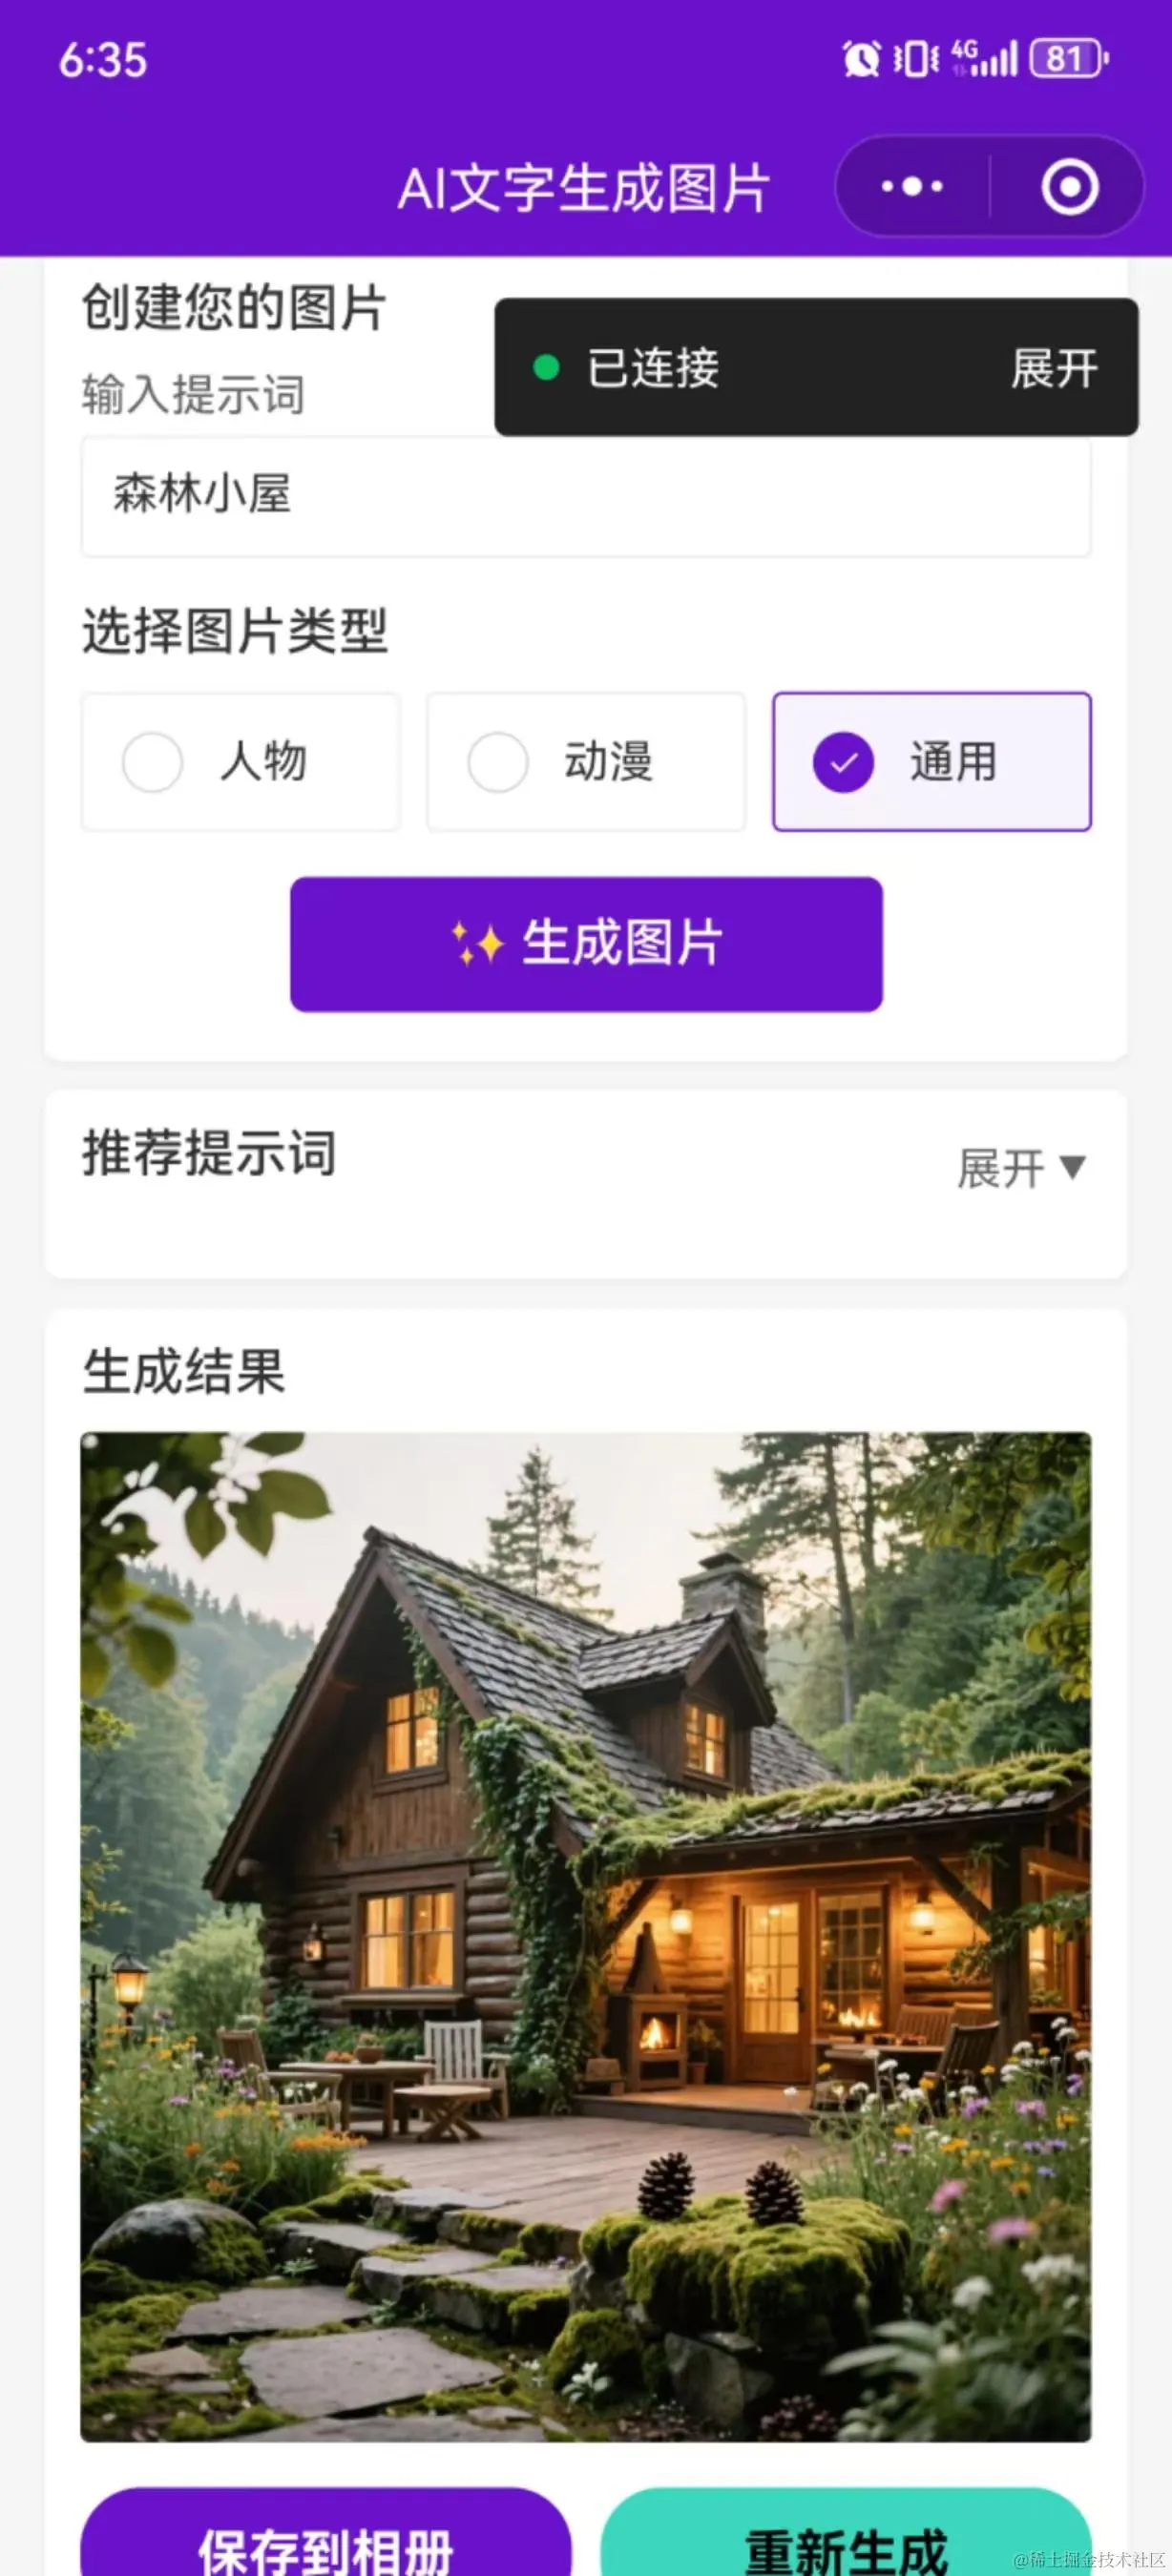 6:35
4G
81
AI文字生成图片
创建您的图片
已连接
展开
输入提示词
森林小屋
选择图片类型
人物
动漫
通用
✨ 生成图片
推荐提示词
展开 ▼
生成结果
保存到相册
重新生成
@稀土掘金技术社区